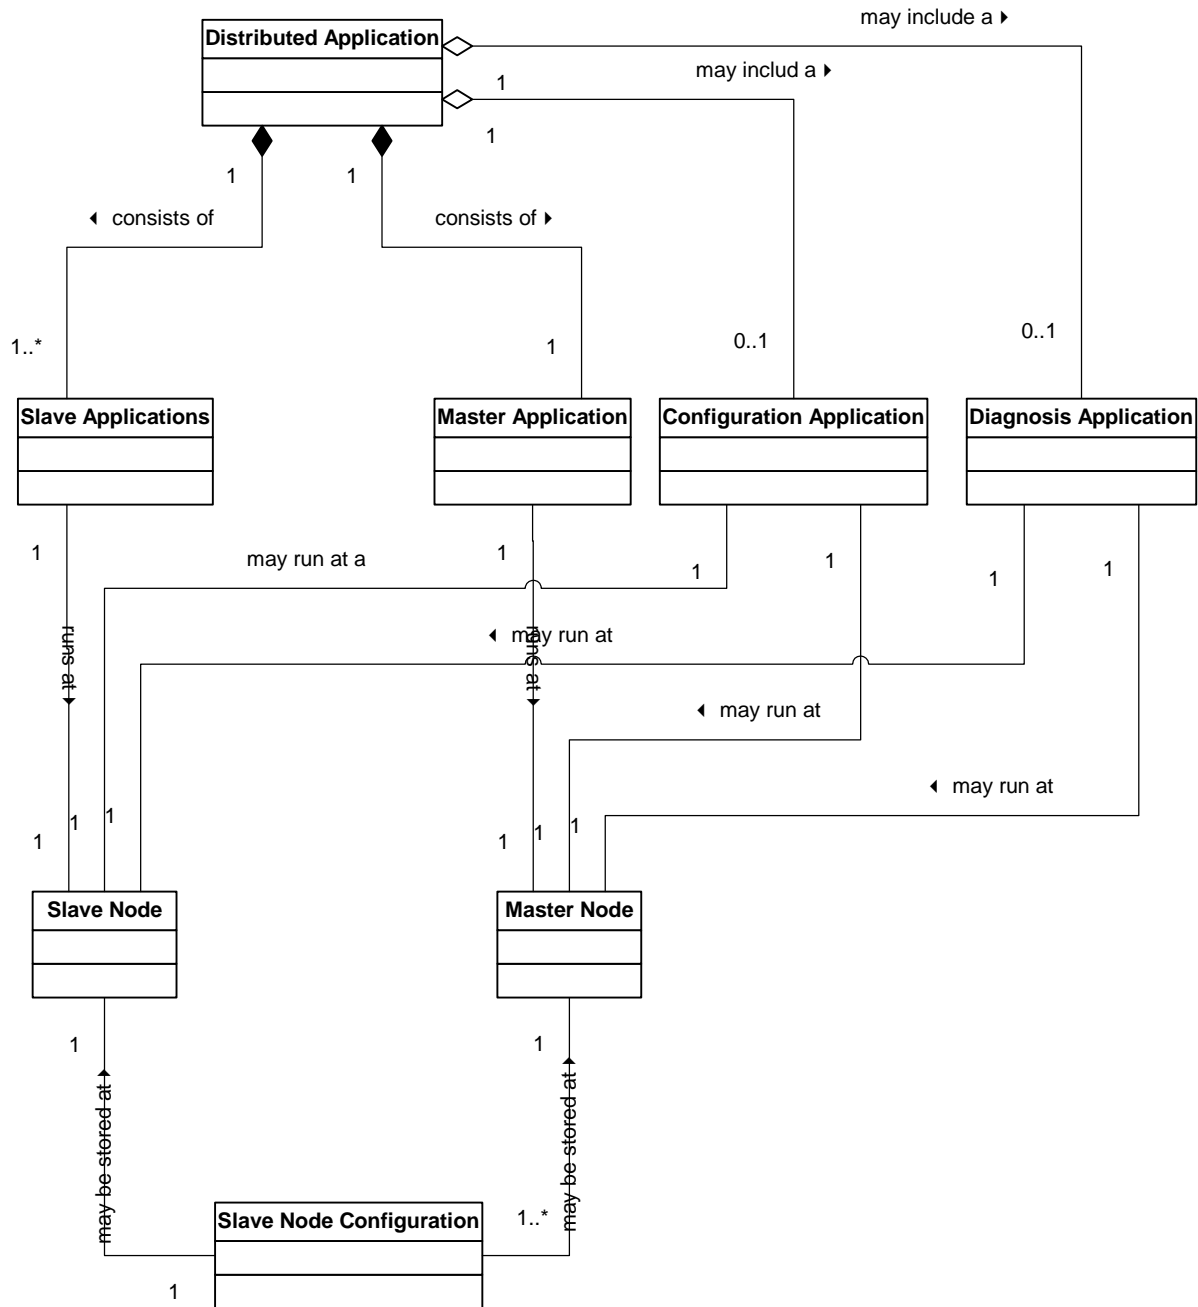 may include a ▶
Distributed Application
may includ a ▶
1
1
1
1
◀ consists of
consists of ▶
1..*
1
0..1
0..1
Slave Applications
Master Application
Configuration Application
Diagnosis Application
1
may run at a
1
1
1
1
1
runs at
◀ may run at
runs at
◀ may run at
◀ may run at
1
1
1
1
1
1
Slave Node
Master Node
1
1
may be stored at
may be stored at
Slave Node Configuration
1..*
1